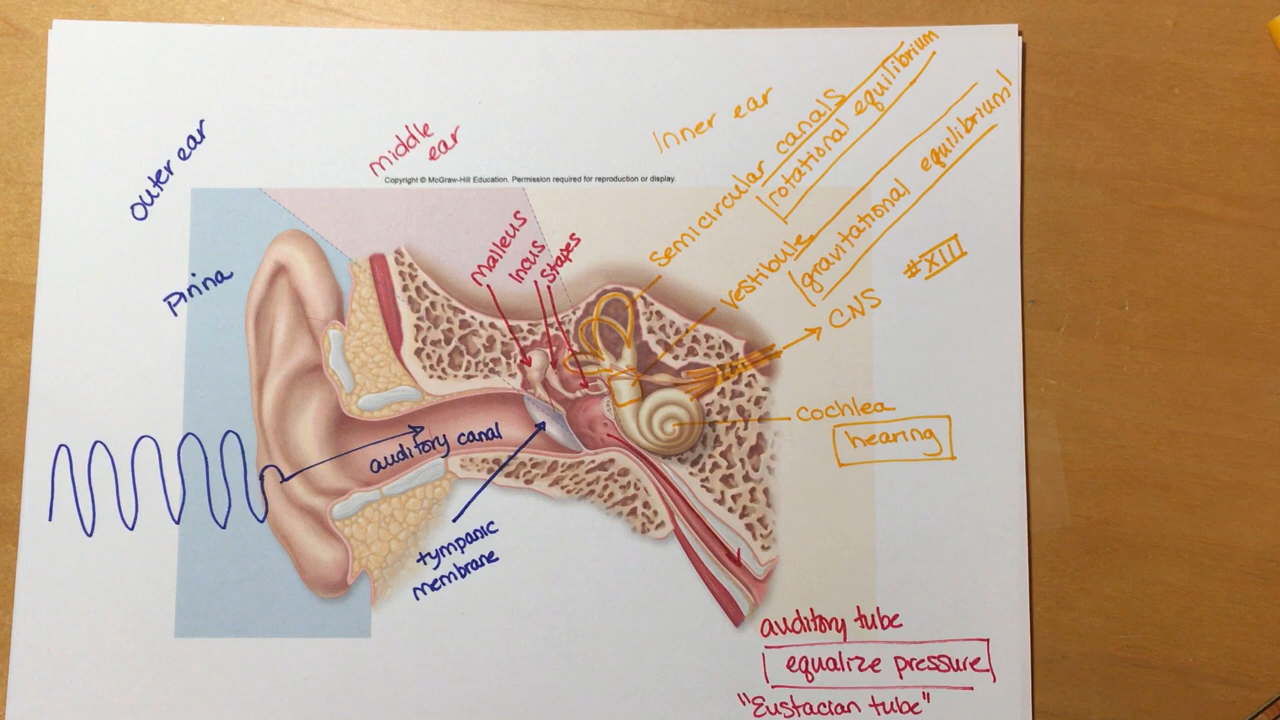 outer ear
middle
ear
Inner ear
Copyright © McGraw-Hill Education. Permission required for reproduction or display.
Pinna
Malleus
Incus
Stapes
Semicircular canals
rotational equilibrium
Vestibule
gravitational equilibrium
#XIII
CNS
cochlea
hearing
auditory canal
tympanic
membrane
auditory tube
equalize pressure
"Eustacian tube"